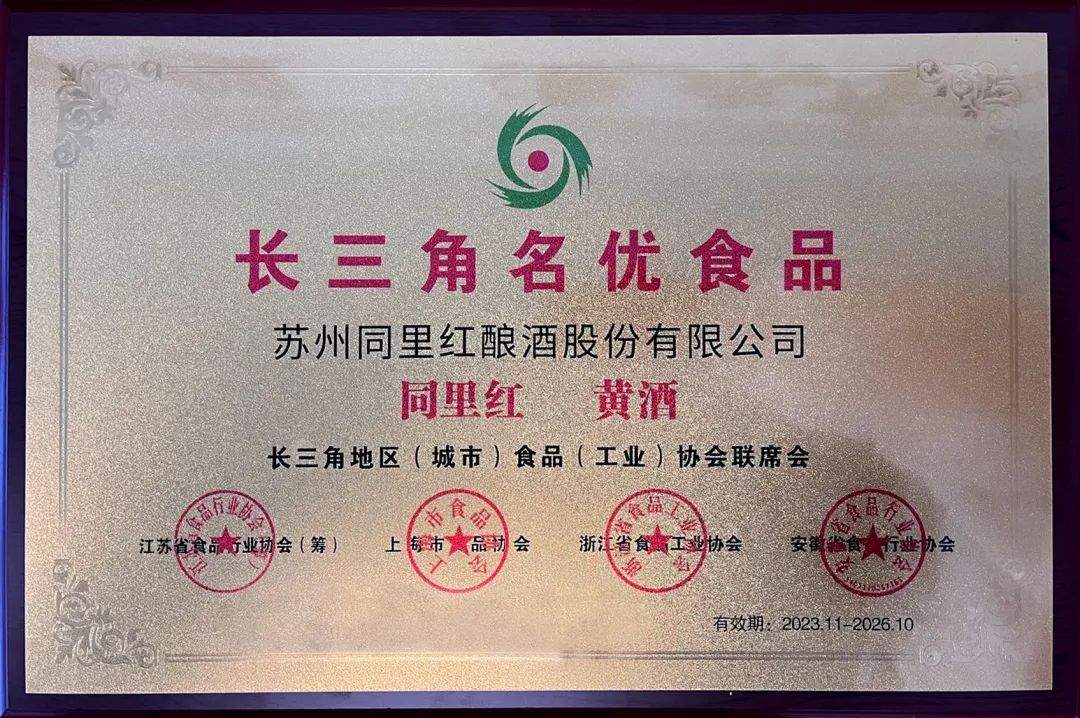 长三角名优食品
苏州同里红酿酒股份有限公司
同里红 黄酒
长三角地区（城市）食品（工业）协会联席会
江苏省食品行业协会（筹） 上海市食品协会 浙江省食品工业协会 安徽省食品行业协会
有效期：2023.11-2026.10